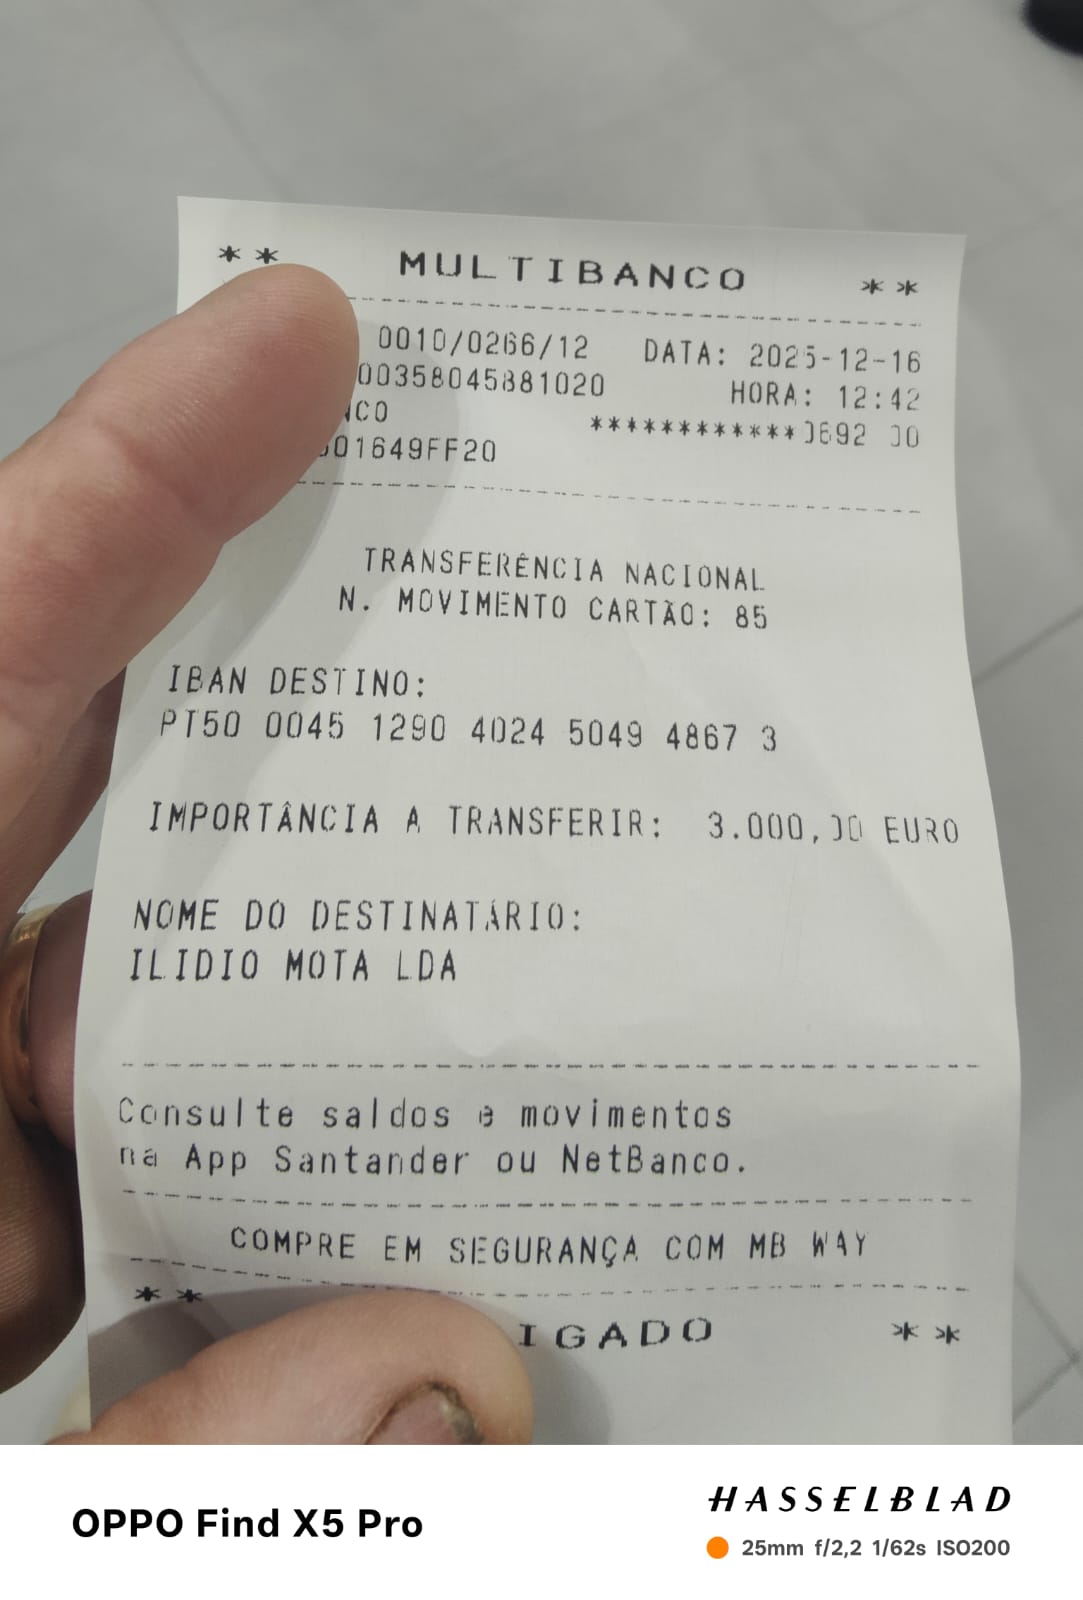 ** MULTIBANCO **
0010/0266/12 DATA: 2025-12-16
00358045881020 HORA: 12:42
NCO ************0692 00
01649FF20
TRANSFERÊNCIA NACIONAL
N. MOVIMENTO CARTÃO: 85
IBAN DESTINO:
PT50 0045 1290 4024 5049 4867 3
IMPORTÂNCIA A TRANSFERIR: 3.000,00 EURO
NOME DO DESTINATÁRIO:
ILIDIO MOTA LDA
Consulte saldos e movimentos
na App Santander ou NetBanco.
COMPRE EM SEGURANÇA COM MB WAY
** IGADO **
OPPO Find X5 Pro
HASSELBLAD
25mm f/2,2 1/62s ISO200